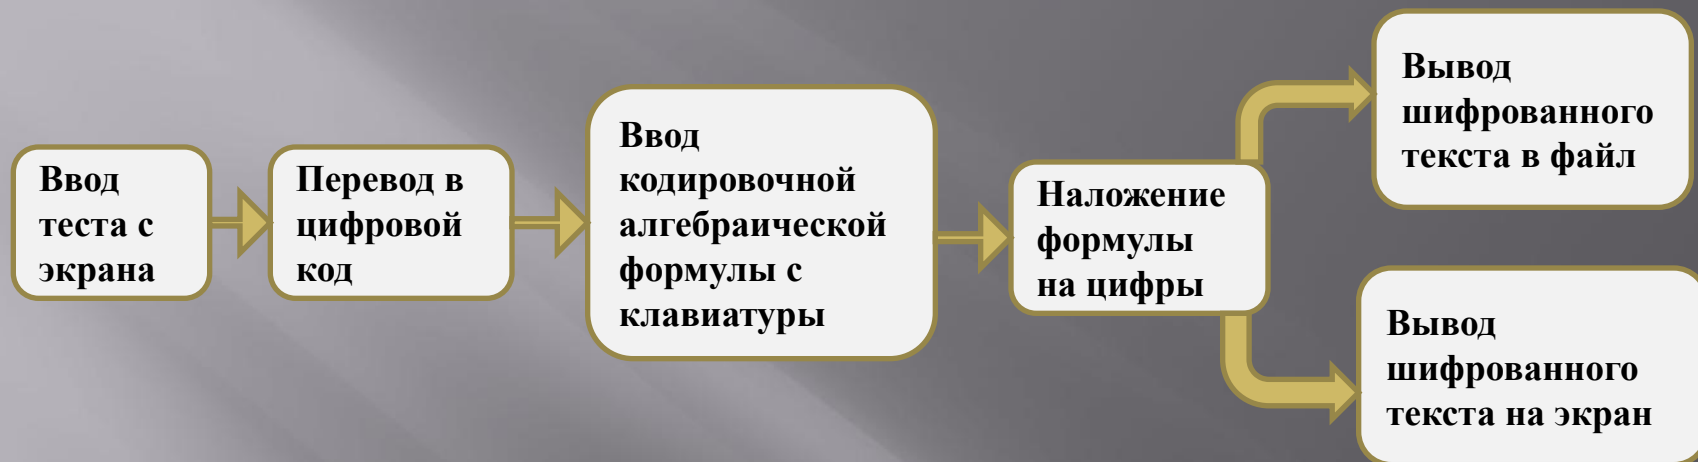 Ввод
теста с
экрана
Перевод в
цифровой
код
Ввод
кодировочной
алгебраической
формулы с
клавиатуры
Наложение
формулы
на цифры
Вывод
шифрованного
текста в файл
Вывод
шифрованного
текста на экран